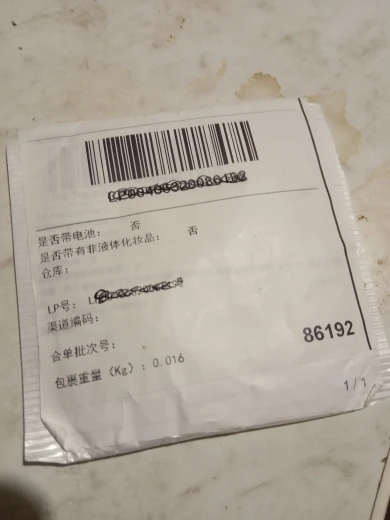 是否带电池： 否
是否带有非液体化妆品： 否
仓库：
LP号：
渠道编码：
86192
合单批次号：
包裹重量（Kg）：0.016
1/1